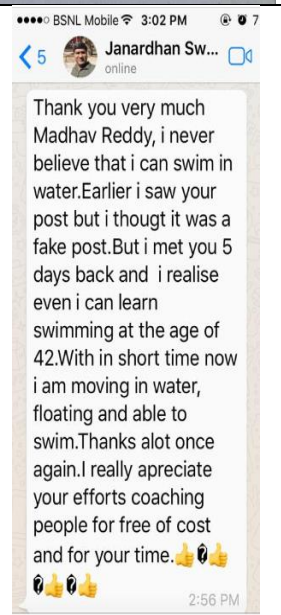 BSNL Mobile 3:02 PM 7
5 Janardhan Sw...
online
Thank you very much
Madhav Reddy, i never
believe that i can swim in
water.Earlier i saw your
post but i thougt it was a
fake post.But i met you 5
days back and i realise
even i can learn
swimming at the age of
42.With in short time now
i am moving in water,
floating and able to
swim.Thanks alot once
again.I really apreciate
your efforts coaching
people for free of cost
and for your time.👍�👍
�👍�👍
2:56 PM